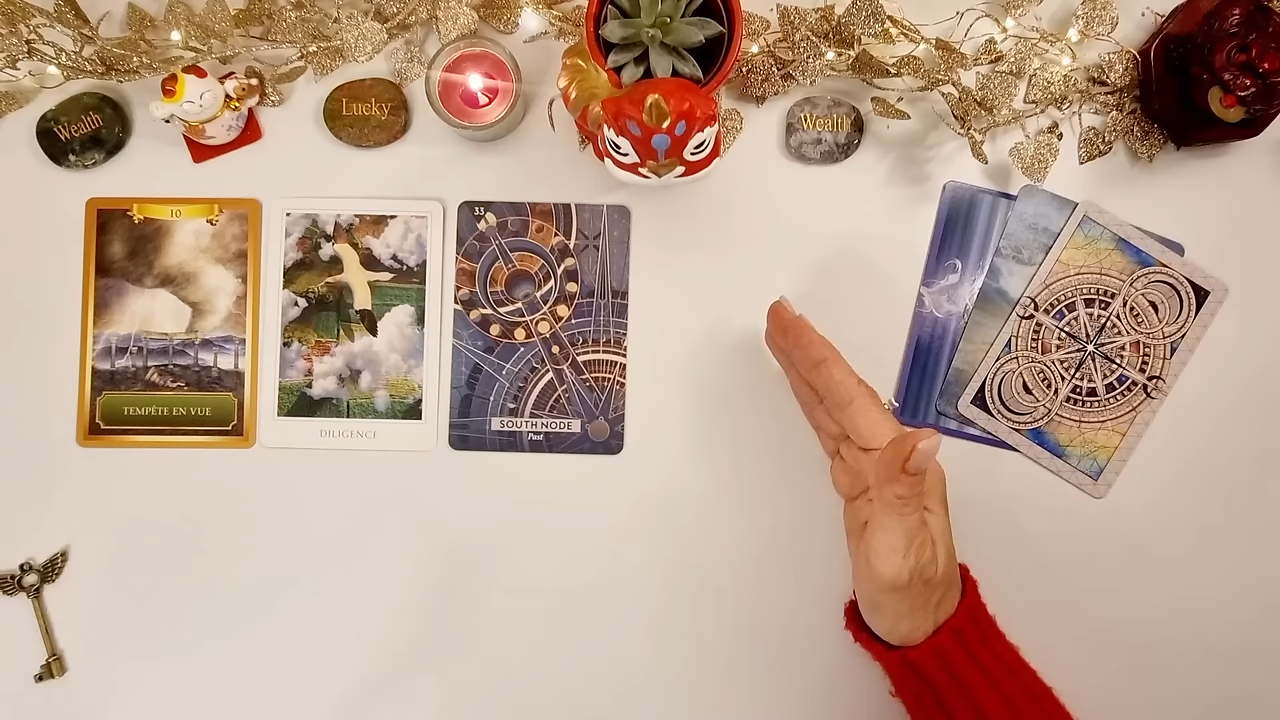 Wealth
Lucky
Wealth
10
TEMPÊTE EN VUE
DILIGENCE
33
SOUTH NODE
Past